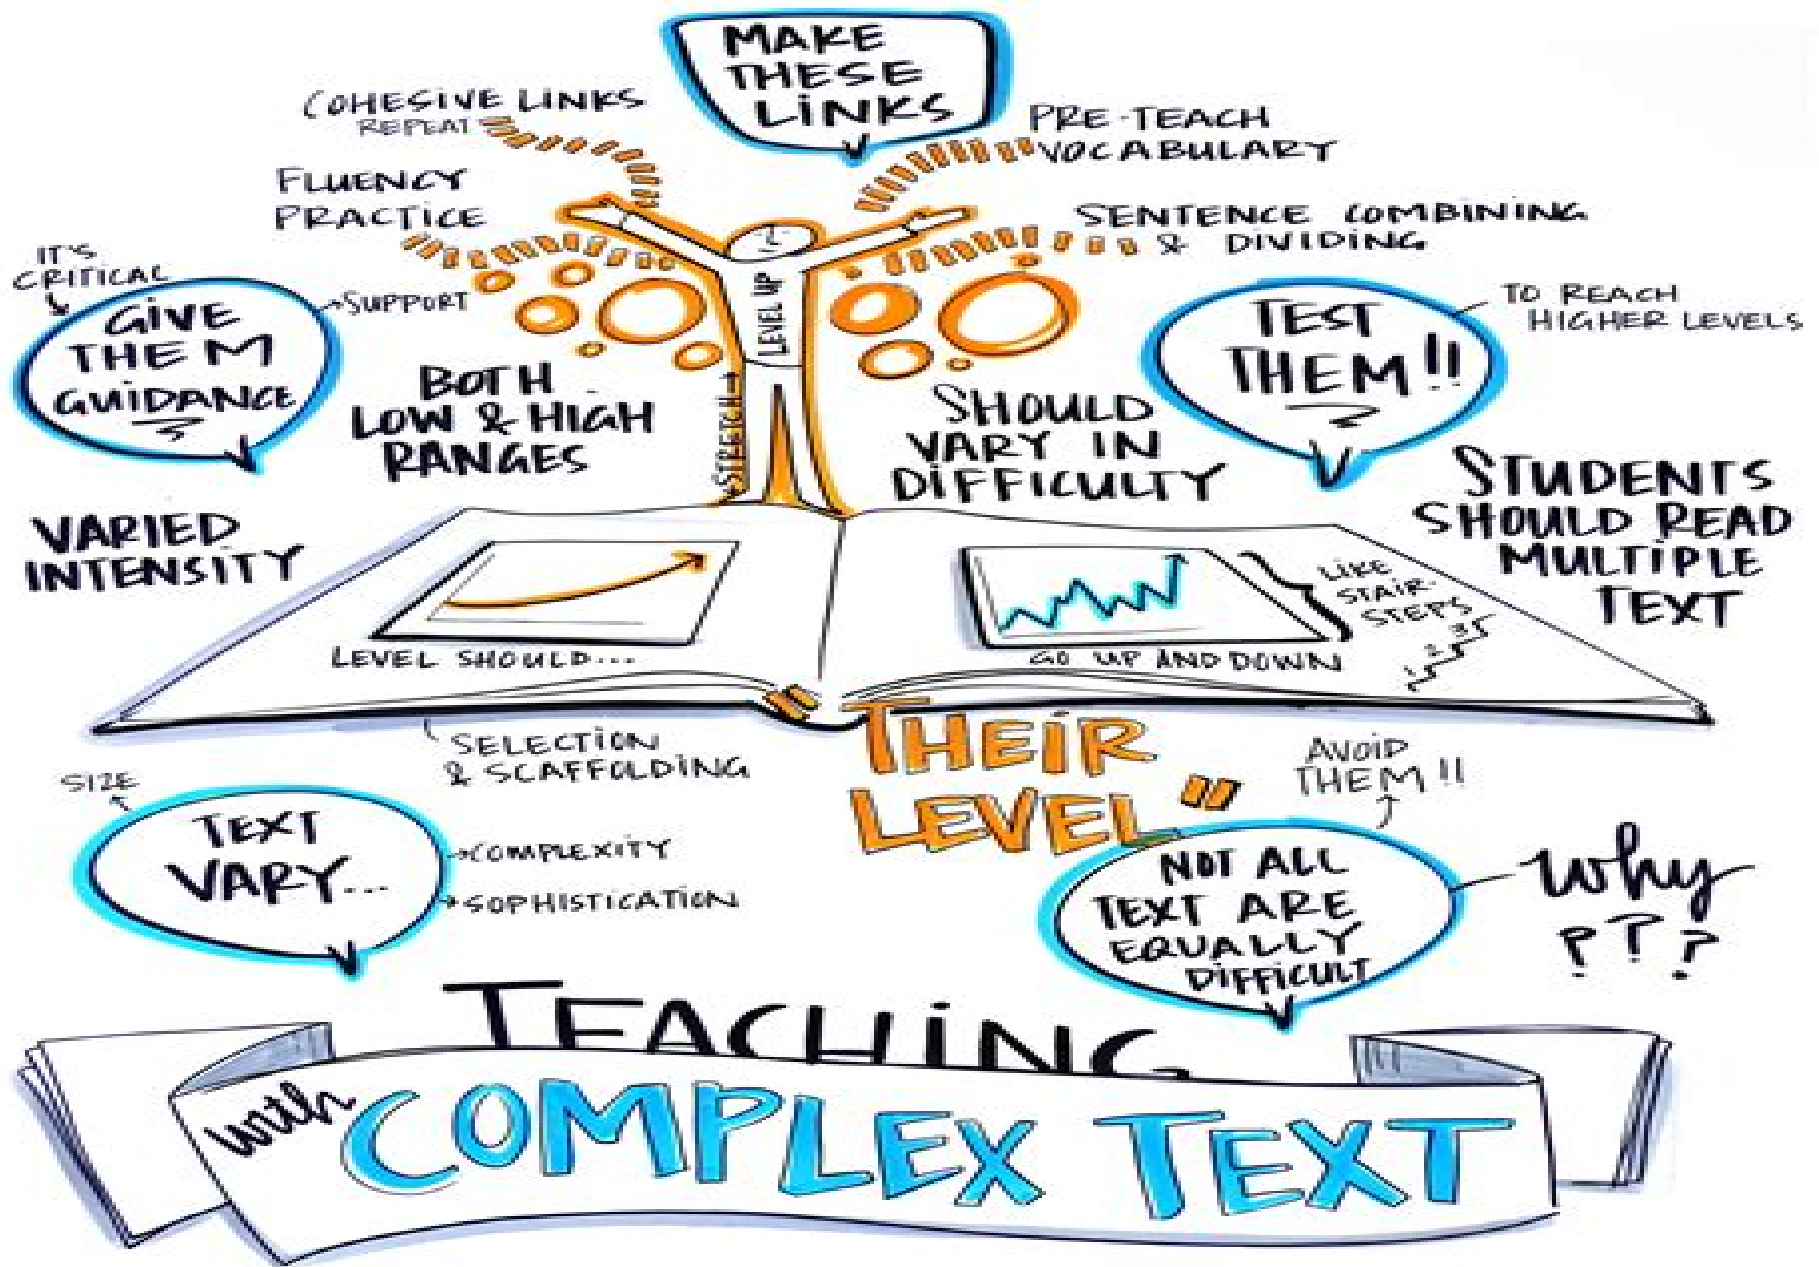 MAKE
THESE
LINKS
COHESIVE LINKS
REPEAT
PRE-TEACH
VOCABULARY
FLUENCY
PRACTICE
SENTENCE COMBINING
& DIVIDING
IT'S
CRITICAL
GIVE
THEM
GUIDANCE
SUPPORT
LEVEL UP
STRETCH
TEST
THEM!!
TO REACH
HIGHER LEVELS
BOTH
LOW & HIGH
RANGES
SHOULD
VARY IN
DIFFICULTY
VARIED
INTENSITY
STUDENTS
SHOULD READ
MULTIPLE
TEXT
LEVEL SHOULD...
GO UP AND DOWN
LIKE
STAIR-
STEPS
1 2 3
SELECTION
& SCAFFOLDING
"THEIR
LEVEL"
AVOID
THEM!!
SIZE
TEXT
VARY...
COMPLEXITY
SOPHISTICATION
NOT ALL
TEXT ARE
EQUALLY
DIFFICULT
Why
???
TEACHING
with COMPLEX TEXT